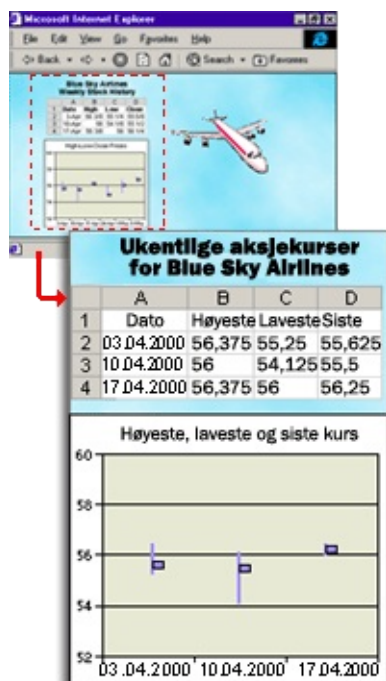 Microsoft Internet Explorer
File Edit View Go Favorites Help
Back Search Favorites
Blue Sky Airlines
Weekly Stock History
A B C D
Ukentlige aksjekurser
for Blue Sky Airlines
A B C D
1 Dato Høyeste Laveste Siste
2 03.04.2000 56,375 55,25 55,625
3 10.04.2000 56 54,125 55,5
4 17.04.2000 56,375 56 56,25
Høyeste, laveste og siste kurs
60
58
56
54
52
03.04.2000 10.04.2000 17.04.2000